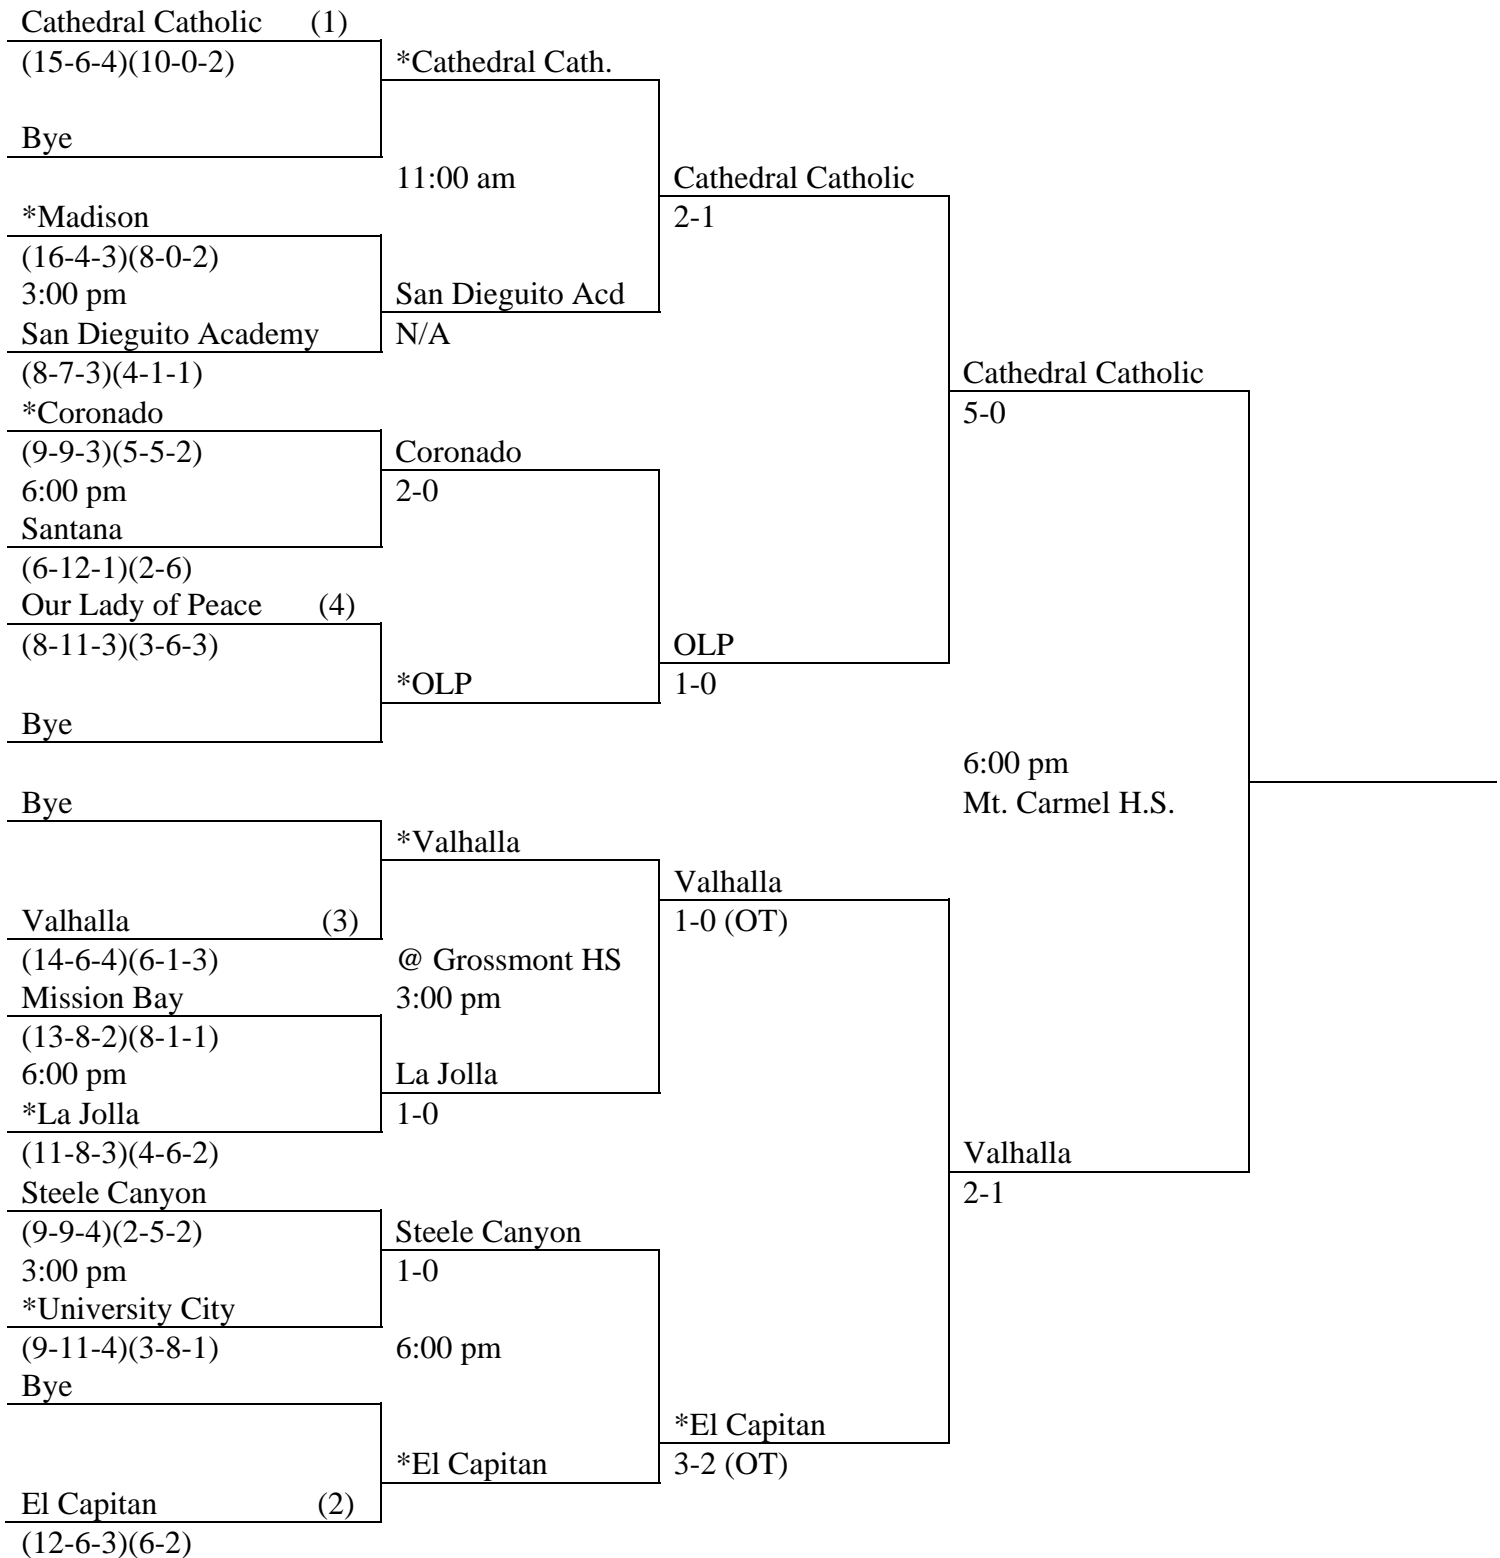 Cathedral Catholic (1)
(15-6-4)(10-0-2)
Bye
*Madison
(16-4-3)(8-0-2)
3:00 pm
San Dieguito Academy
(8-7-3)(4-1-1)
*Coronado
(9-9-3)(5-5-2)
6:00 pm
Santana
(6-12-1)(2-6)
Our Lady of Peace (4)
(8-11-3)(3-6-3)
Bye
Bye
Valhalla (3)
(14-6-4)(6-1-3)
Mission Bay
(13-8-2)(8-1-1)
6:00 pm
*La Jolla
(11-8-3)(4-6-2)
Steele Canyon
(9-9-4)(2-5-2)
3:00 pm
*University City
(9-11-4)(3-8-1)
Bye
El Capitan (2)
(12-6-3)(6-2)
*Cathedral Cath.
11:00 am
San Dieguito Acd
N/A
Coronado
2-0
*OLP
*Valhalla
@ Grossmont HS
3:00 pm
La Jolla
1-0
Steele Canyon
1-0
6:00 pm
*El Capitan
Cathedral Catholic
2-1
OLP
1-0
Valhalla
1-0 (OT)
*El Capitan
3-2 (OT)
Cathedral Catholic
5-0
6:00 pm
Mt. Carmel H.S.
Valhalla
2-1